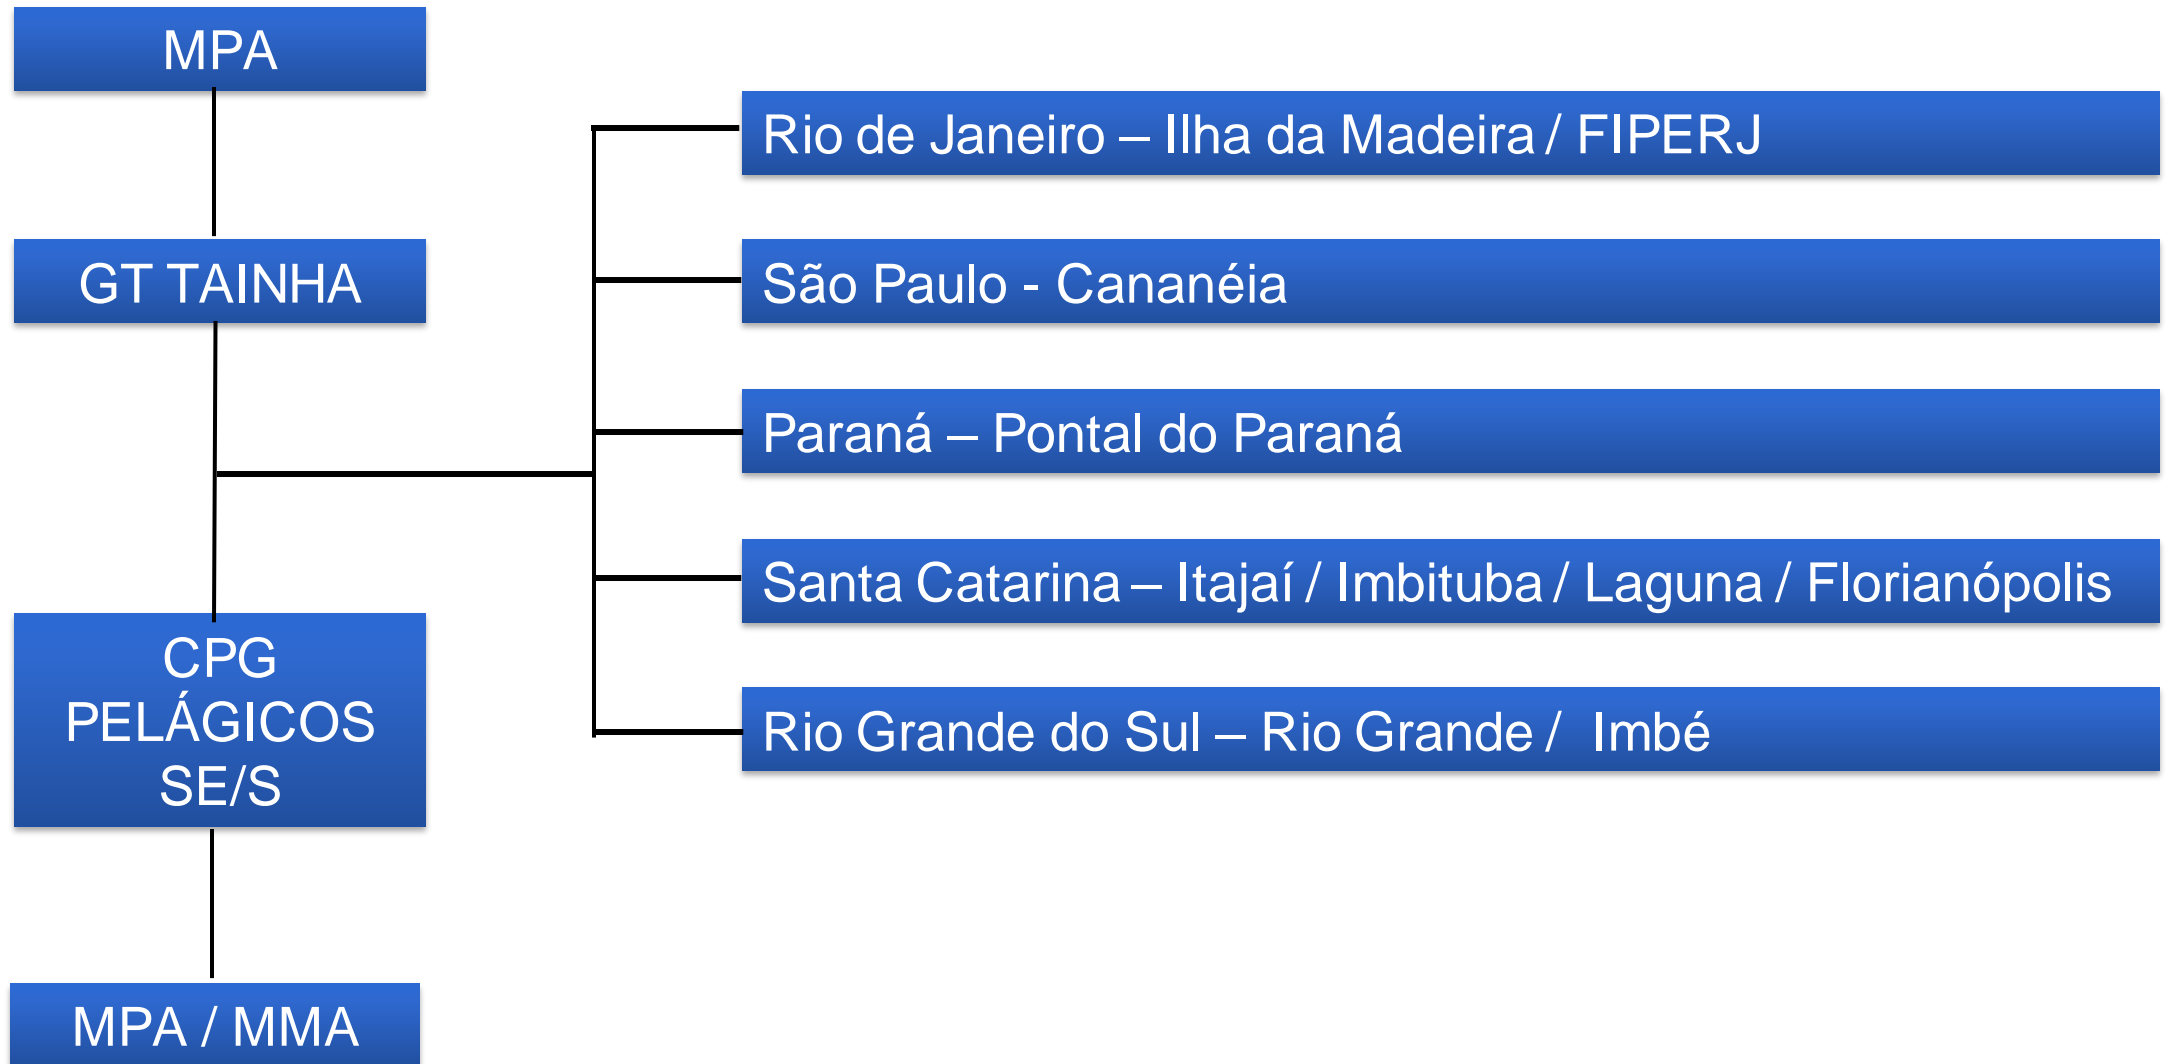 MPA
Rio de Janeiro – Ilha da Madeira / FIPERJ
GT TAINHA
São Paulo - Cananéia
Paraná – Pontal do Paraná
Santa Catarina – Itajaí / Imbituba / Laguna / Florianópolis
CPG
PELÁGICOS
SE/S
Rio Grande do Sul – Rio Grande / Imbé
MPA / MMA